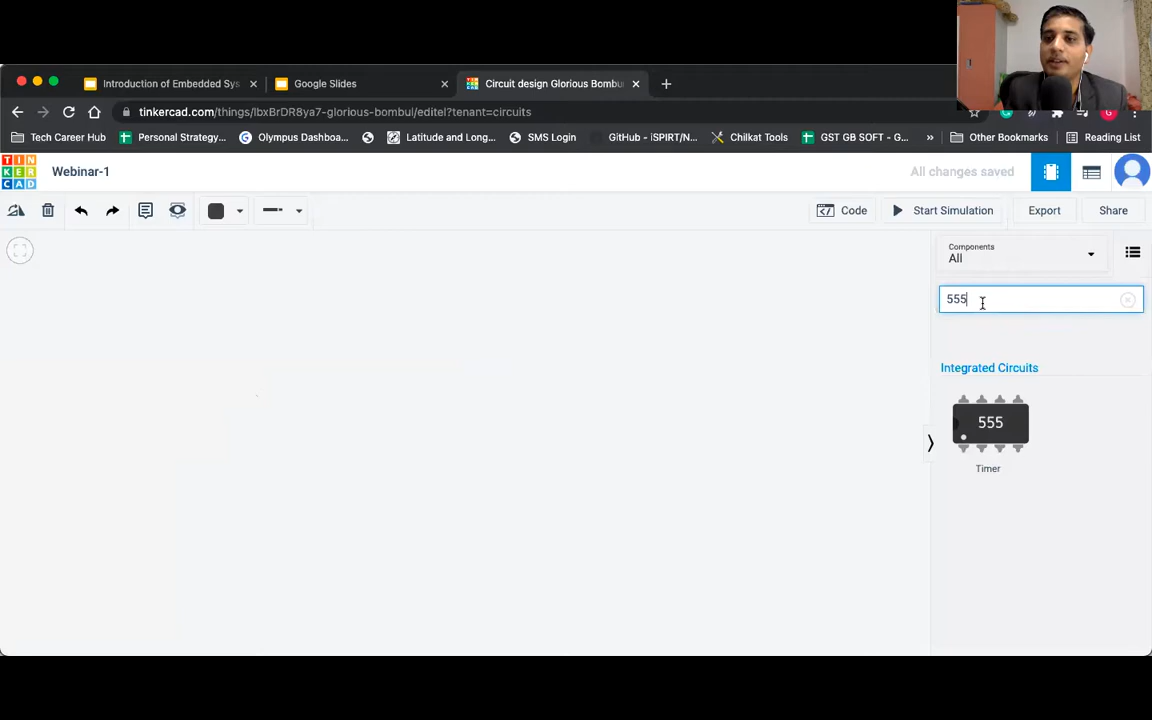 Introduction of Embedded Sys
Google Slides
Circuit design Glorious Bombu
tinkercad.com/things/lbxBrDR8ya7-glorious-bombul/editel?tenant=circuits
Tech Career Hub
Personal Strategy...
Olympus Dashboa...
Latitude and Long...
SMS Login
GitHub - iSPIRT/N...
Chilkat Tools
GST GB SOFT - G...
»
Other Bookmarks
Reading List
TIN
KER
CAD
Webinar-1
All changes saved
Code
Start Simulation
Export
Share
Components
All
555
Integrated Circuits
555
Timer